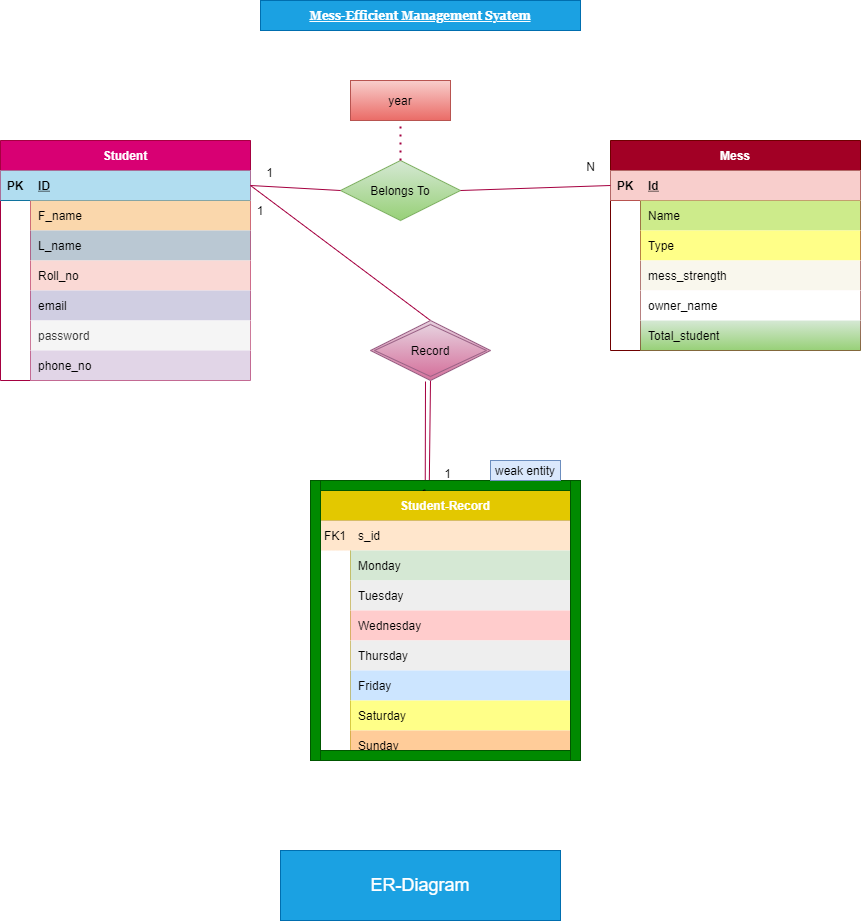 Mess-Efficient Management Syatem
year
Student
1
Belongs To
N
Mess
PK ID
PK Id
F_name
1
Name
L_name
Type
Roll_no
mess_strength
email
owner_name
password
Total_student
phone_no
Record
1
weak entity
Student-Record
FK1 s_id
Monday
Tuesday
Wednesday
Thursday
Friday
Saturday
Sunday
ER-Diagram